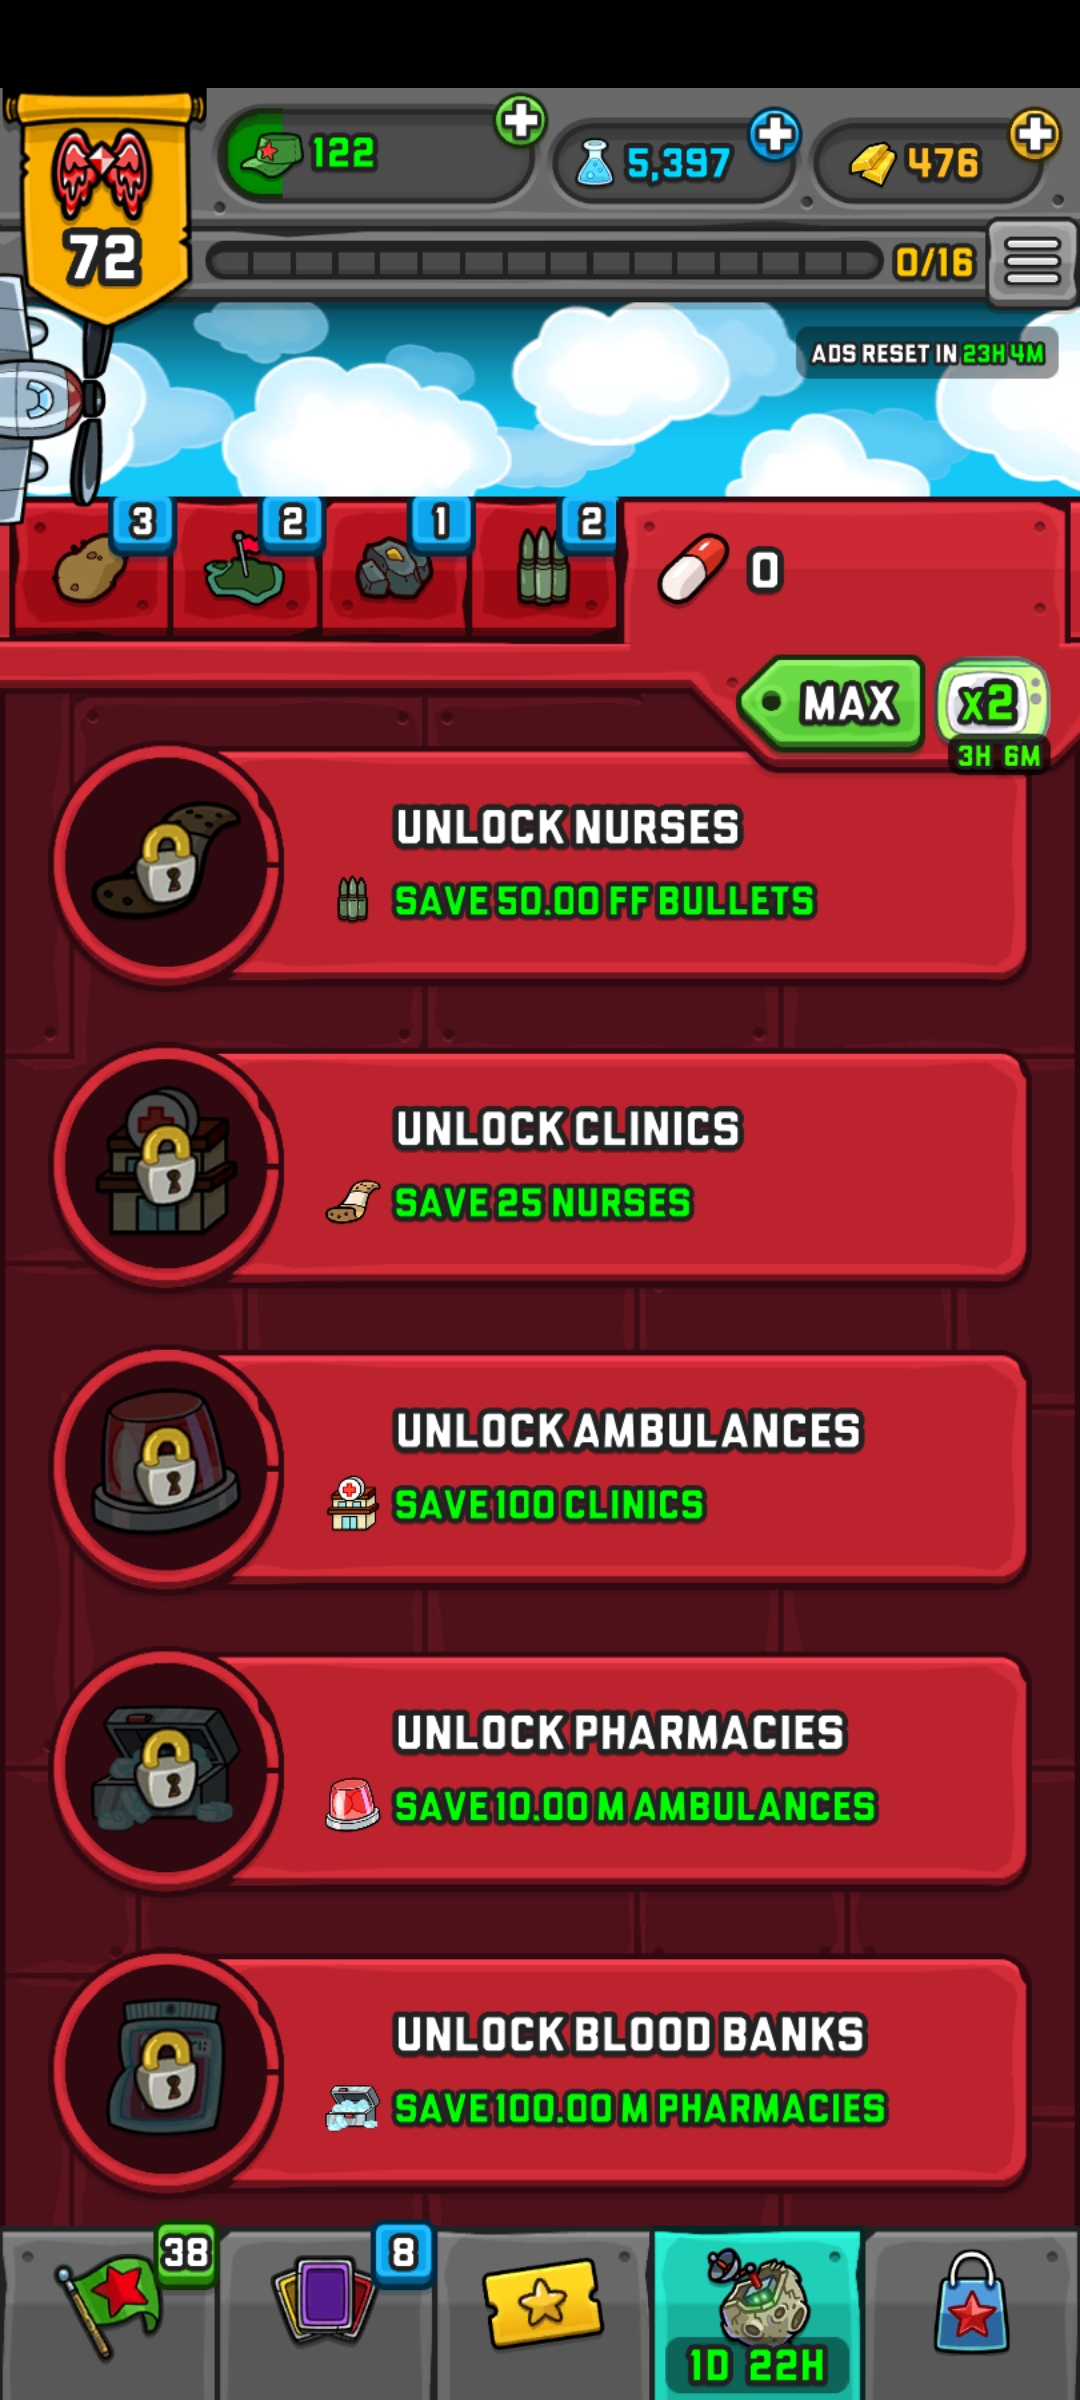 122
5,397
476
72
0/16
ADS RESET IN 23H 4M
3
2
1
2
0
MAX
x2
3H 6M
UNLOCK NURSES
SAVE 50.00 FF BULLETS
UNLOCK CLINICS
SAVE 25 NURSES
UNLOCK AMBULANCES
SAVE 100 CLINICS
UNLOCK PHARMACIES
SAVE 10.00 M AMBULANCES
UNLOCK BLOOD BANKS
SAVE 100.00 M PHARMACIES
38
8
1D 22H